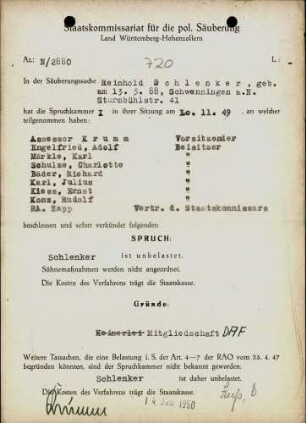 Staatskommissariat für die pol. Säuberung
Land Württemberg-Hohenzollern
Az: N/2880
720
L:
In der Säuberungssache Reinhold Schlenker, geb.
am 13.3.88, Schwenningen a.N.
Sturmbühlstr. 41
hat die Spruchkammer I in ihrer Sitzung am 1o.11.49. an welcher
teilgenommen haben:
Assessor Krumm Vorsitzender
Engelfried, Adolf Beisitzer
Märkle, Karl "
Schulze, Charlotte "
Bader, Richard "
Karl, Julius "
Kiess, Ernst "
Konz, Rudolf "
RA. Zapp Vertr. d. Staatskommissars
beschlossen und sofort verkündet folgenden
SPRUCH:
Schlenker ist unbelastet.
Sühnemaßnahmen werden nicht angeordnet.
Die Kosten des Verfahrens trägt die Staatskasse.
Gründe:
Keinerlei Mitgliedschaft DAF
Weitere Tatsachen, die eine Belastung i. S. der Art. 4—7 der RAO vom 28. 4. 47
begründen können, sind der Spruchkammer nicht bekannt geworden.
Schlenker ist daher unbelastet.
Die Kosten des Verfahrens trägt die Staatskasse.
Krumm
1950